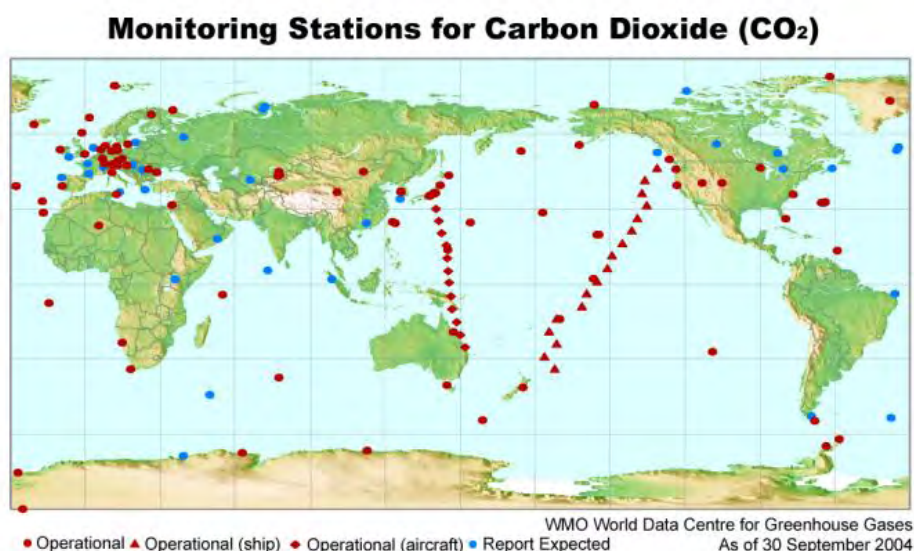 Monitoring Stations for Carbon Dioxide (CO₂)
WMO World Data Centre for Greenhouse Gases
Operational Operational (ship) Operational (aircraft) Report Expected
As of 30 September 2004